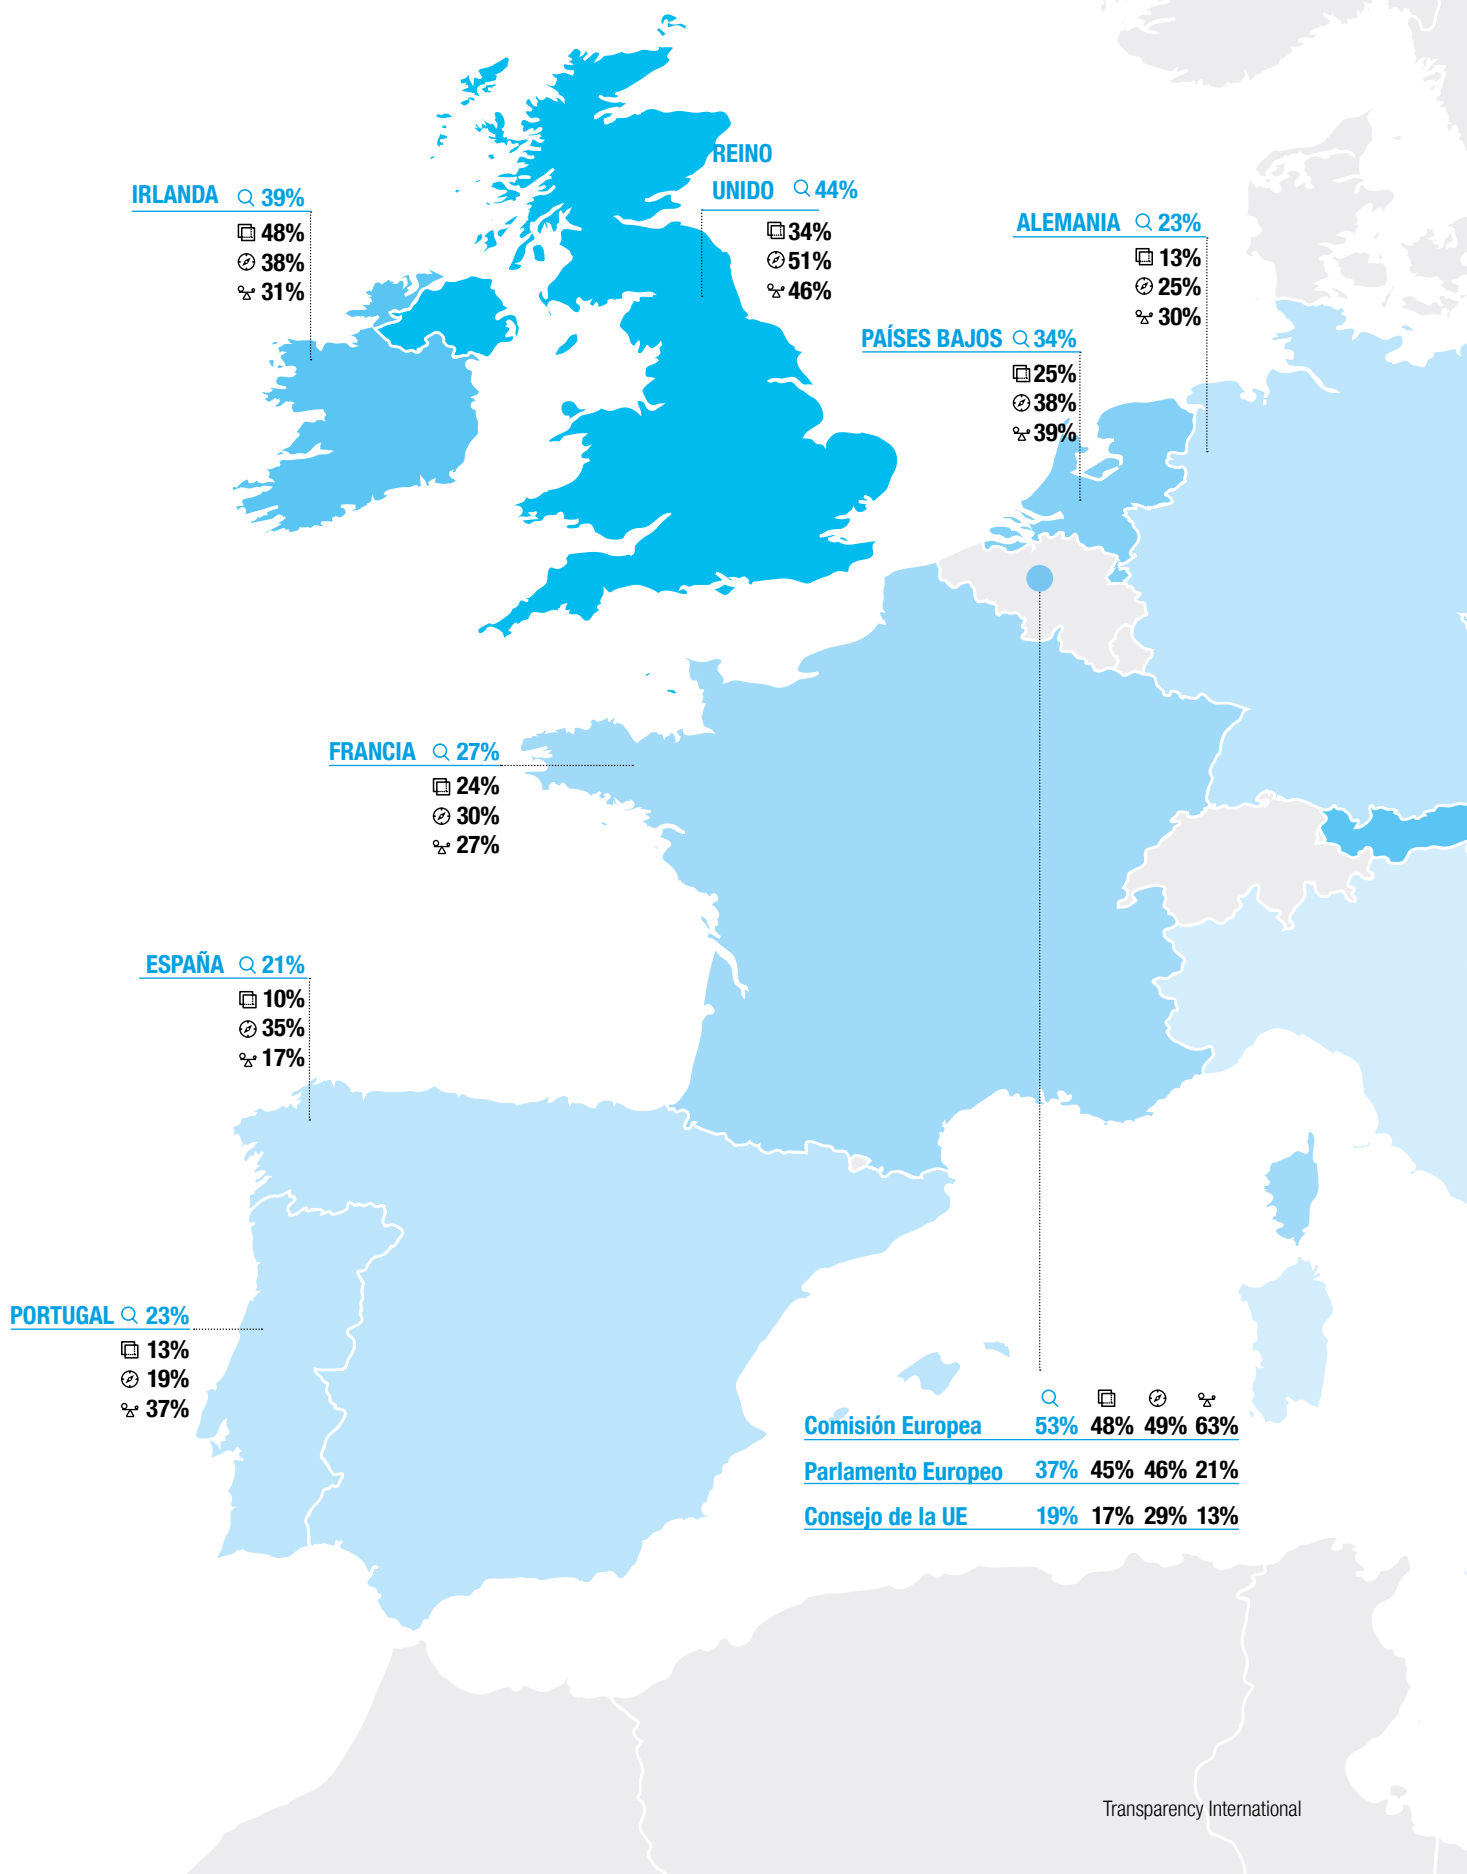 REINO
UNIDO 44%
34%
51%
46%
IRLANDA 39%
48%
38%
31%
ALEMANIA 23%
13%
25%
30%
PAÍSES BAJOS 34%
25%
38%
39%
FRANCIA 27%
24%
30%
27%
ESPAÑA 21%
10%
35%
17%
PORTUGAL 23%
13%
19%
37%
Comisión Europea 53% 48% 49% 63%
Parlamento Europeo 37% 45% 46% 21%
Consejo de la UE 19% 17% 29% 13%
Transparency International